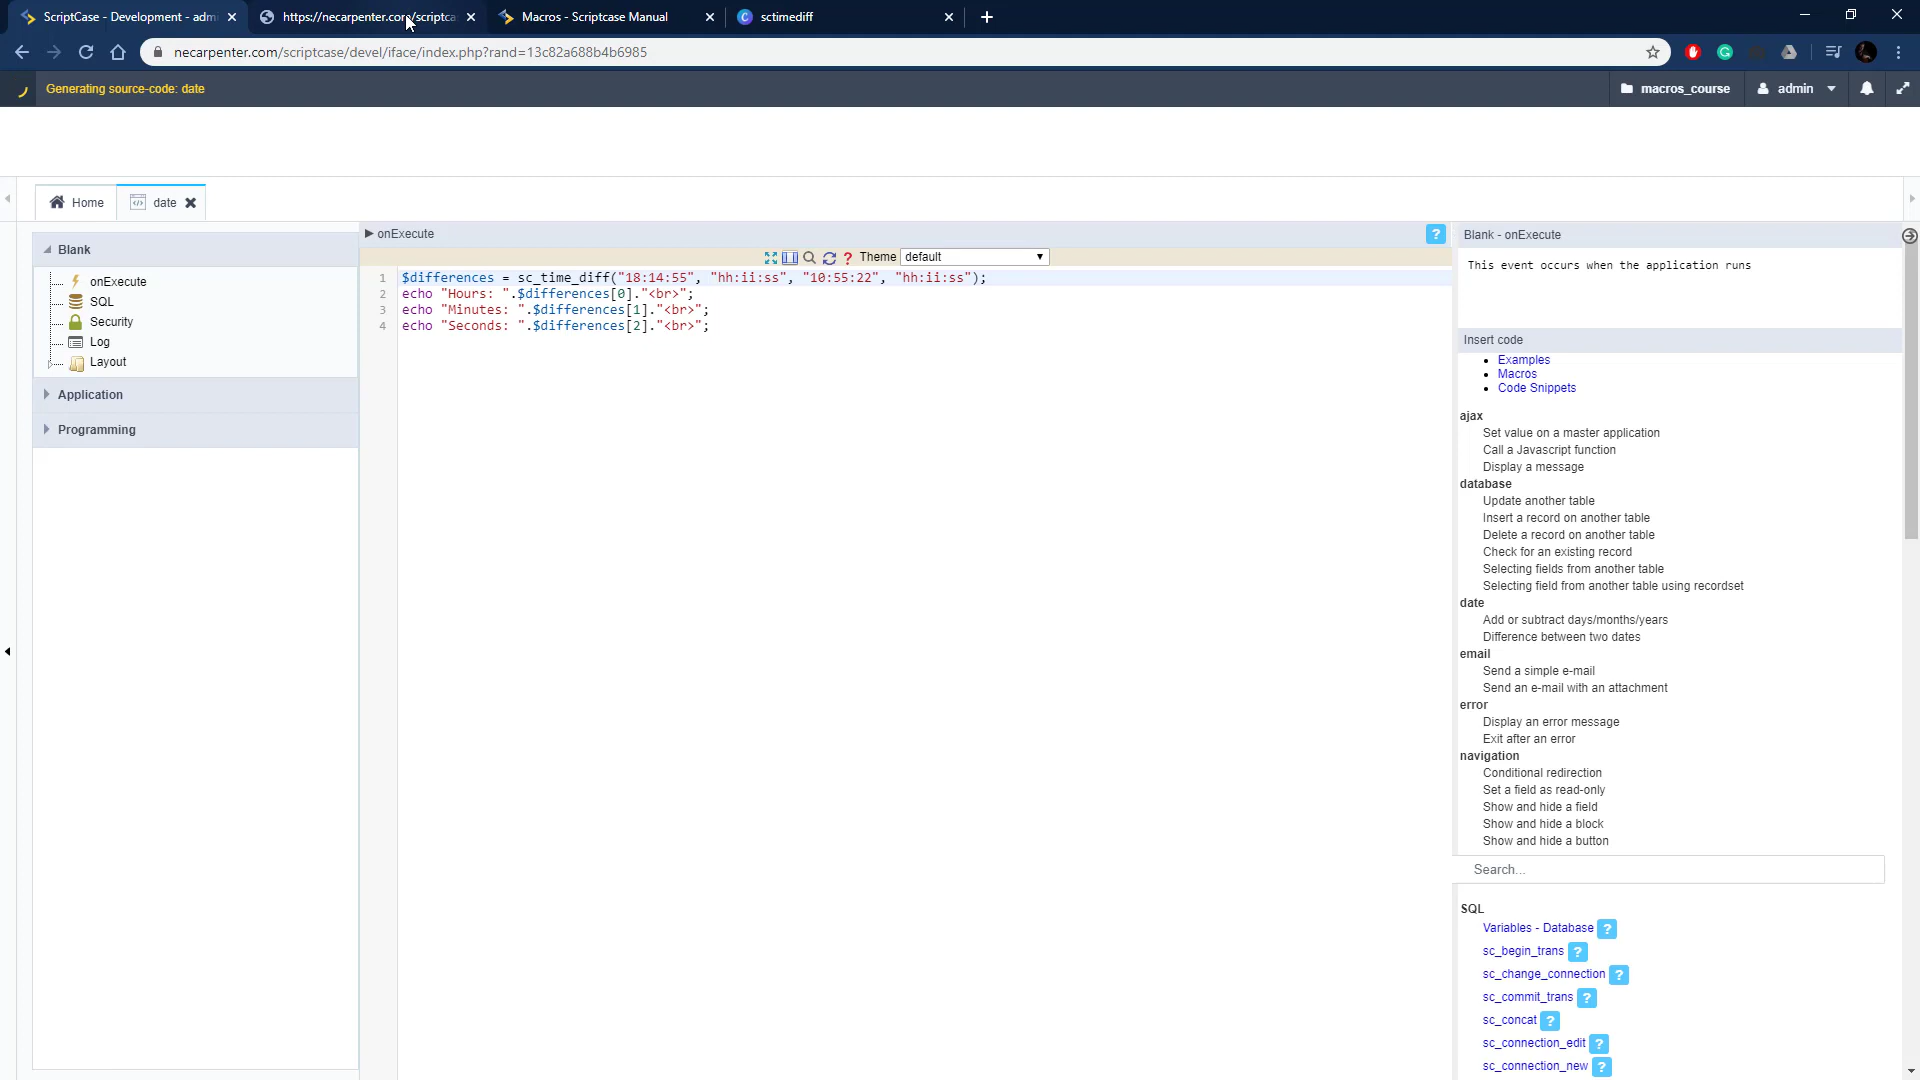 ScriptCase - Development - admi
https://necarpenter.com/scriptca
Macros - Scriptcase Manual
sctimediff
necarpenter.com/scriptcase/devel/iface/index.php?rand=13c82a688b4b6985
Generating source-code: date
macros_course
admin
Home
date
Blank
onExecute
SQL
Security
Log
Layout
Application
Programming
onExecute
Theme default
1 $differences = sc_time_diff("18:14:55", "hh:ii:ss", "10:55:22", "hh:ii:ss");
2 echo "Hours: ".$differences[0]."<br>";
3 echo "Minutes: ".$differences[1]."<br>";
4 echo "Seconds: ".$differences[2]."<br>";
Blank - onExecute
This event occurs when the application runs
Insert code
Examples
Macros
Code Snippets
ajax
Set value on a master application
Call a Javascript function
Display a message
database
Update another table
Insert a record on another table
Delete a record on another table
Check for an existing record
Selecting fields from another table
Selecting field from another table using recordset
date
Add or subtract days/months/years
Difference between two dates
email
Send a simple e-mail
Send an e-mail with an attachment
error
Display an error message
Exit after an error
navigation
Conditional redirection
Set a field as read-only
Show and hide a field
Show and hide a block
Show and hide a button
Search...
SQL
Variables - Database ?
sc_begin_trans ?
sc_change_connection ?
sc_commit_trans ?
sc_concat ?
sc_connection_edit ?
sc_connection_new ?